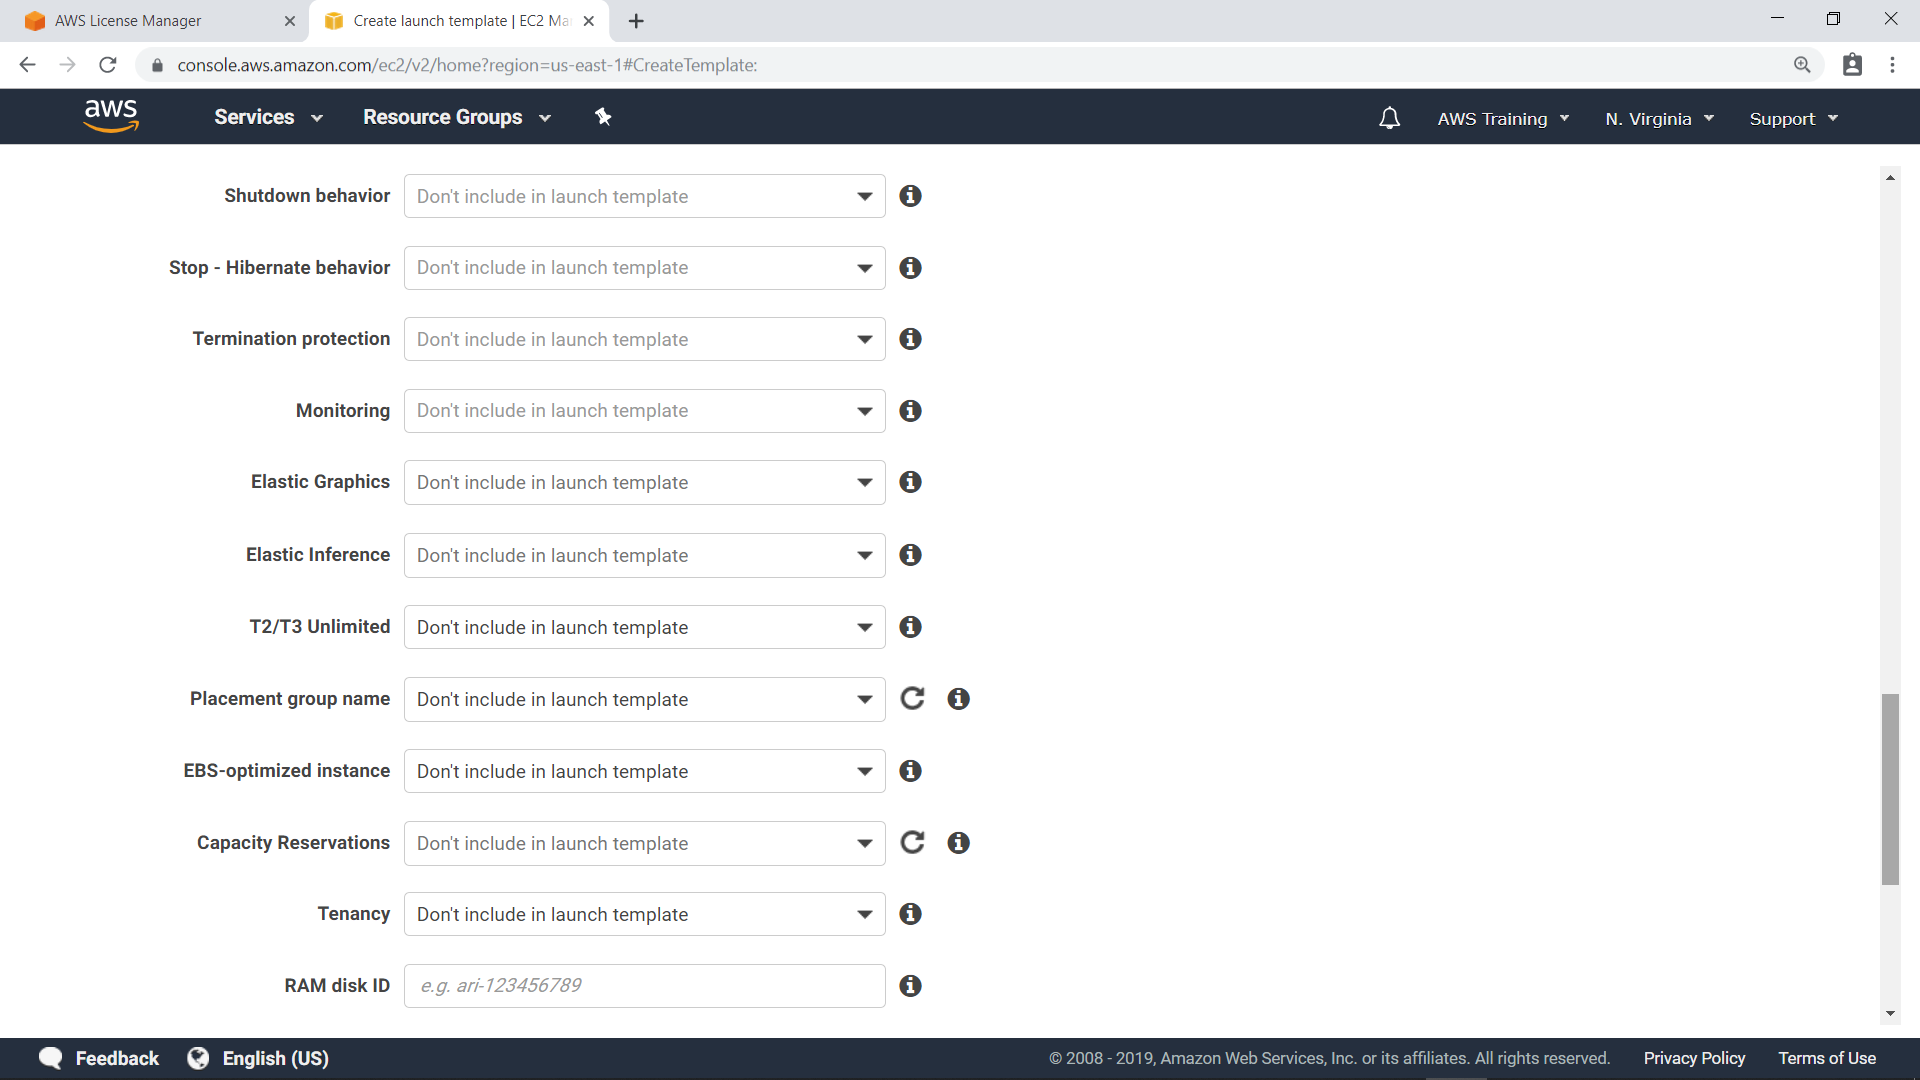 AWS License Manager
Create launch template | EC2 Ma
console.aws.amazon.com/ec2/v2/home?region=us-east-1#CreateTemplate:
aws Services Resource Groups AWS Training N. Virginia Support
Shutdown behavior Don't include in launch template
Stop - Hibernate behavior Don't include in launch template
Termination protection Don't include in launch template
Monitoring Don't include in launch template
Elastic Graphics Don't include in launch template
Elastic Inference Don't include in launch template
T2/T3 Unlimited Don't include in launch template
Placement group name Don't include in launch template
EBS-optimized instance Don't include in launch template
Capacity Reservations Don't include in launch template
Tenancy Don't include in launch template
RAM disk ID e.g. ari-123456789
Feedback English (US) © 2008 - 2019, Amazon Web Services, Inc. or its affiliates. All rights reserved. Privacy Policy Terms of Use